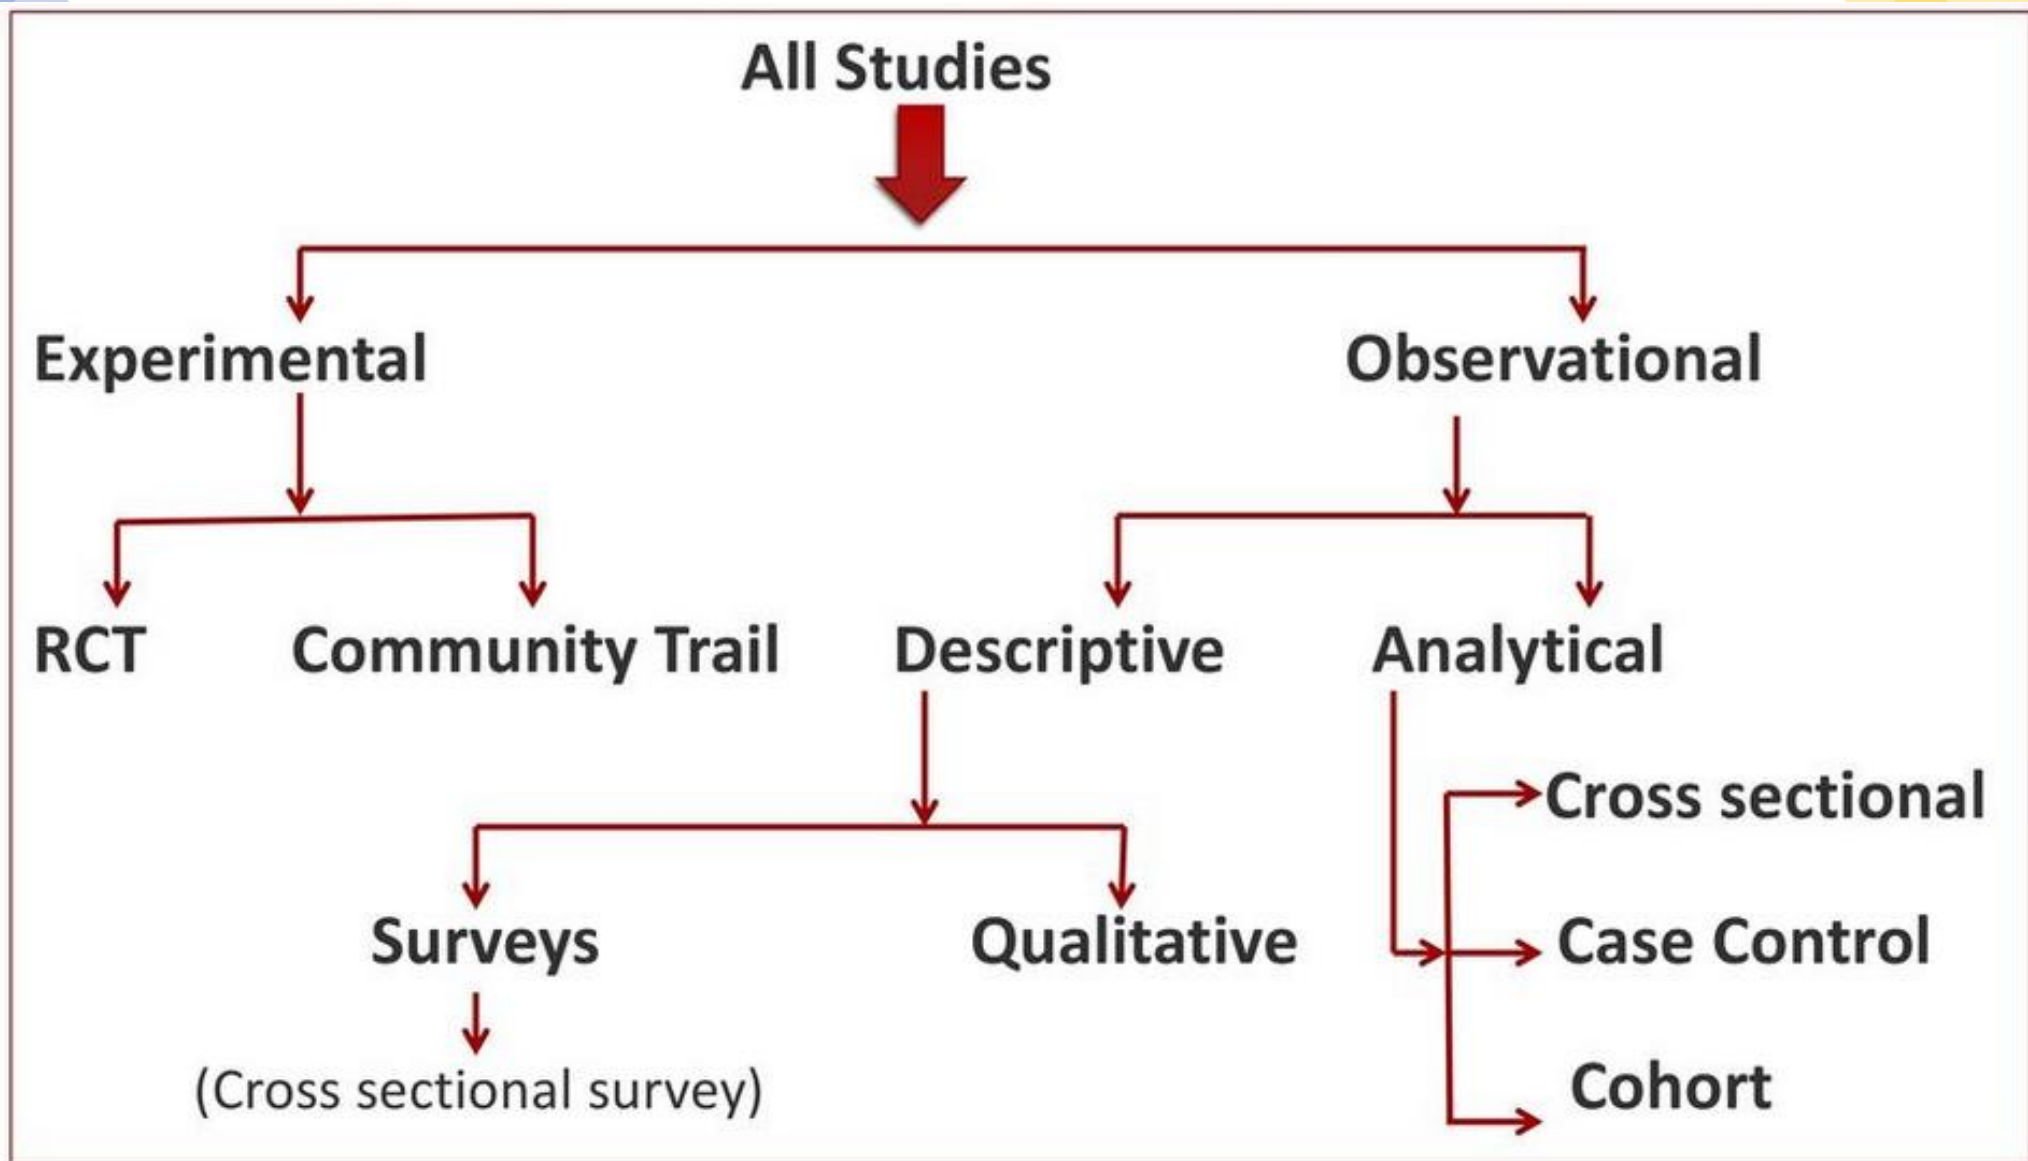 All Studies
Experimental
Observational
RCT
Community Trail
Descriptive
Analytical
Cross sectional
Surveys
Qualitative
Case Control
(Cross sectional survey)
Cohort